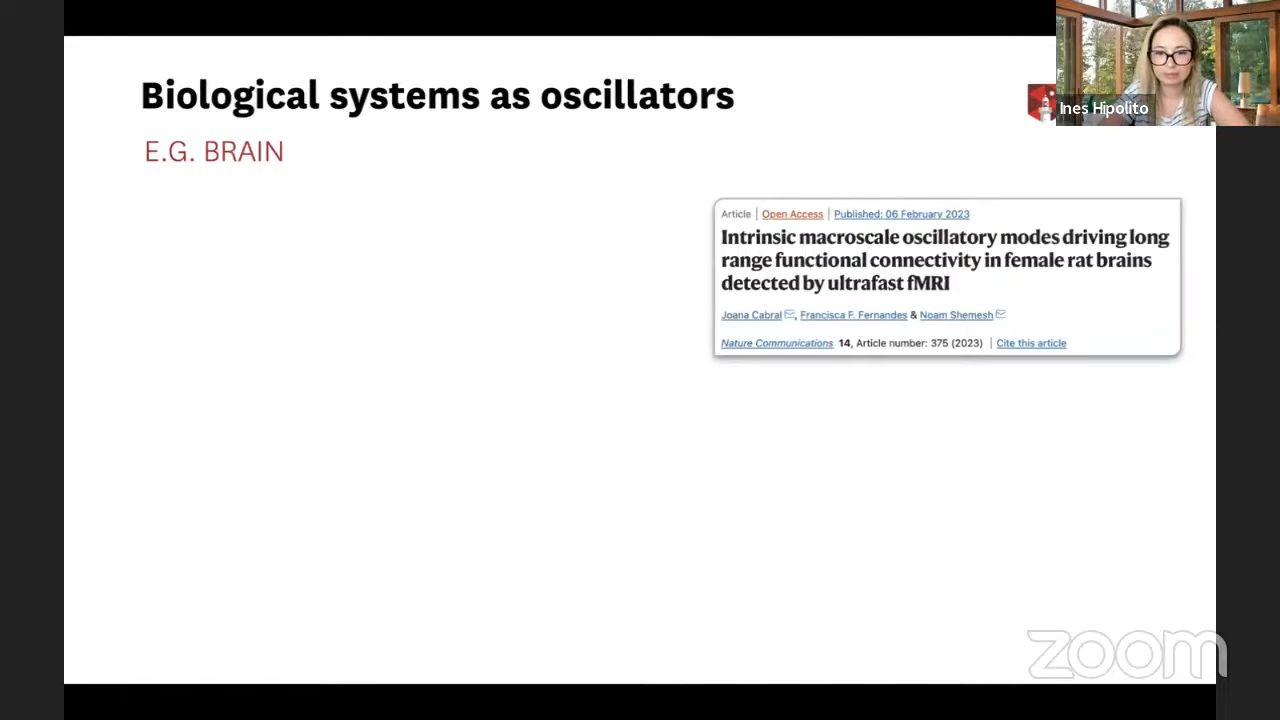 Biological systems as oscillators
E.G. BRAIN
Ines Hipolito
Article | Open Access | Published: 06 February 2023
Intrinsic macroscale oscillatory modes driving long
range functional connectivity in female rat brains
detected by ultrafast fMRI
Joana Cabral, Francisca F. Fernandes & Noam Shemesh
Nature Communications 14, Article number: 375 (2023) | Cite this article
zoom